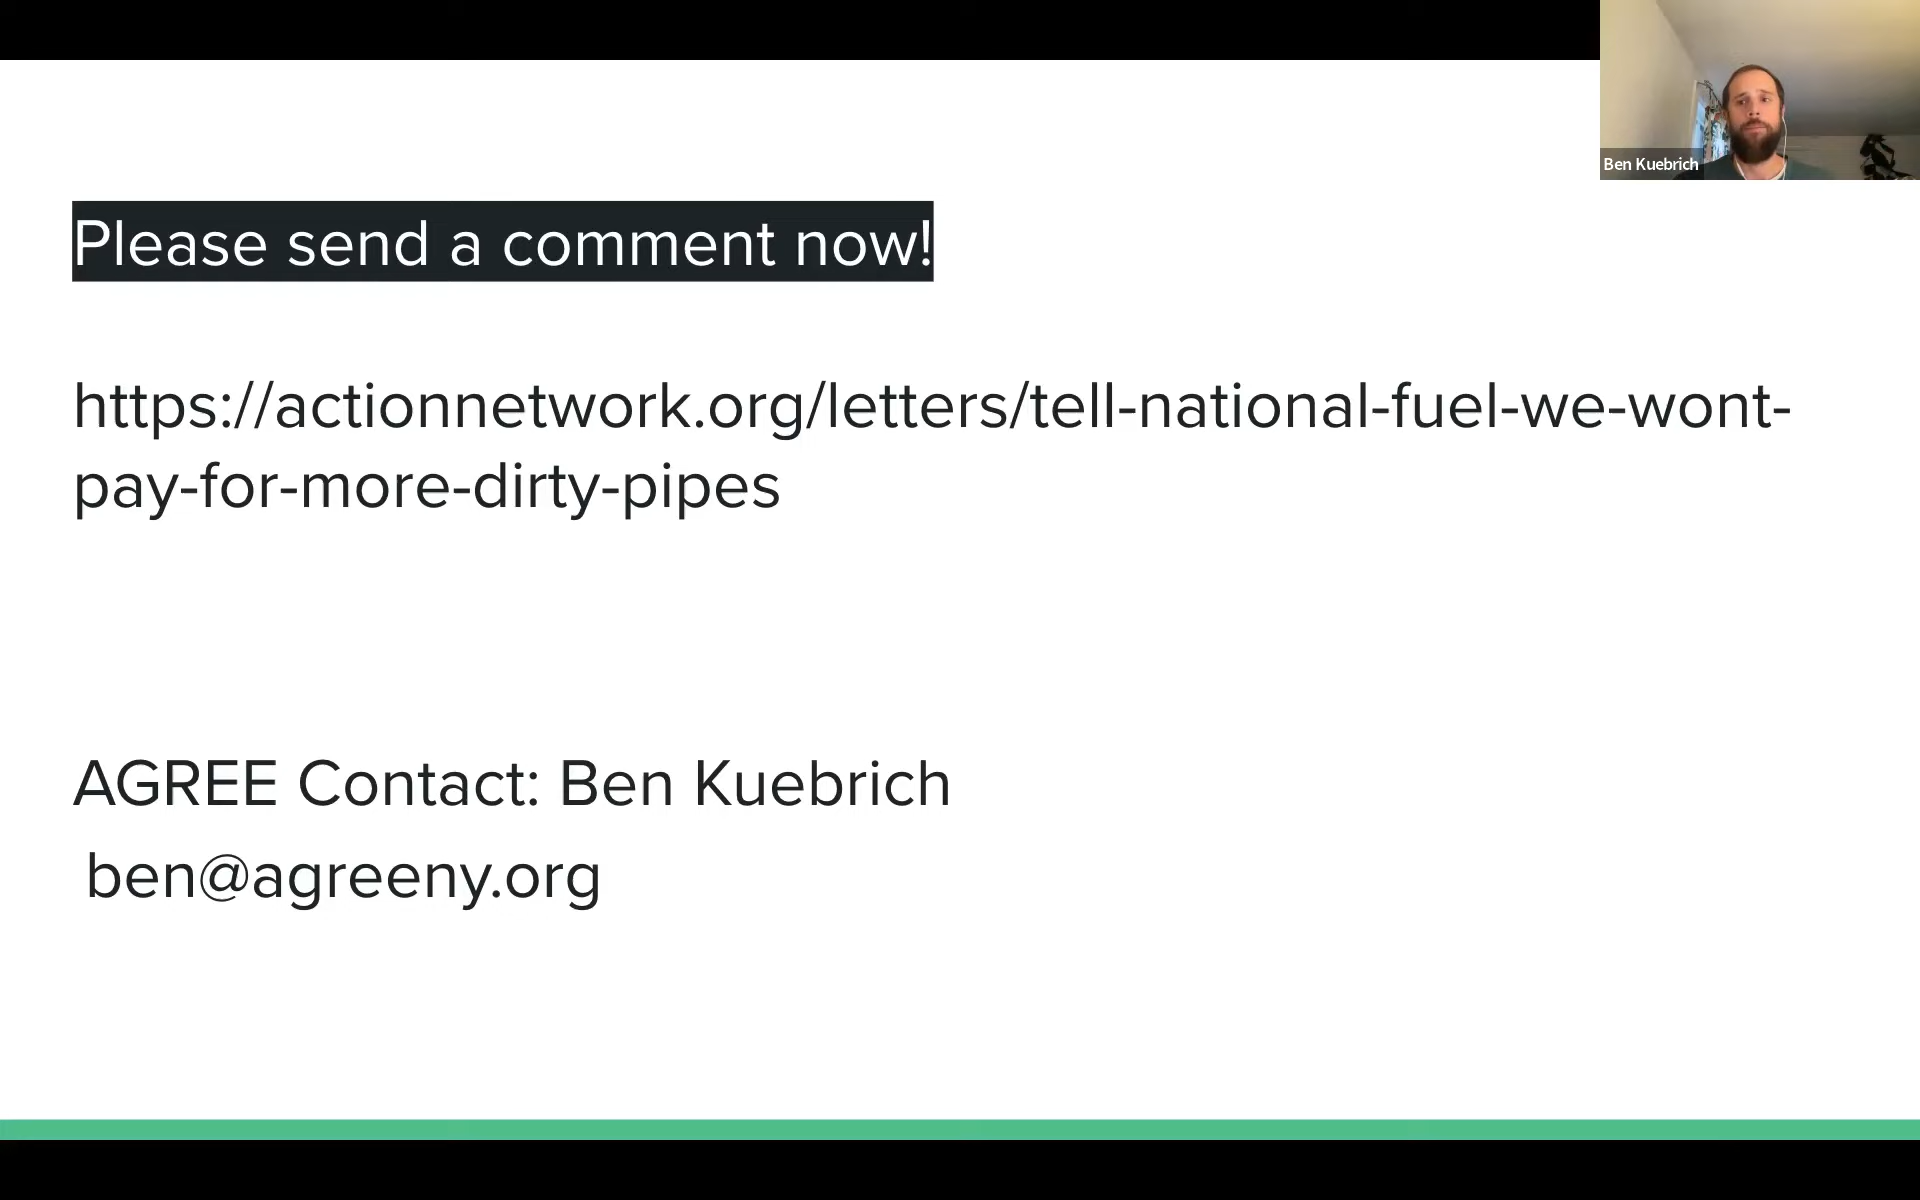 Ben Kuebrich
Please send a comment now!
https://actionnetwork.org/letters/tell-national-fuel-we-wont-
pay-for-more-dirty-pipes
AGREE Contact: Ben Kuebrich
ben@agreeny.org